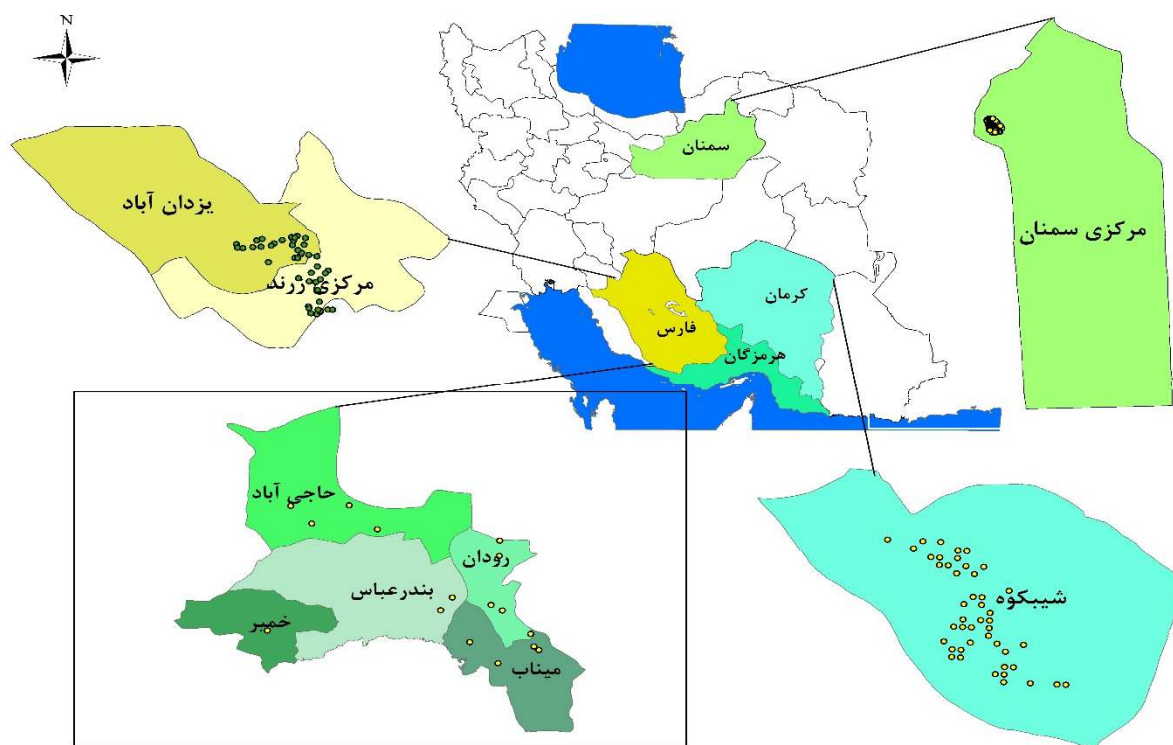 N
سمنان
مرکزی سمنان
یزدان آباد
مرکزی زرند
کرمان
فارس
هرمزگان
حاجی آباد
رودان
بندرعباس
خمیر
میناب
شیبکوه